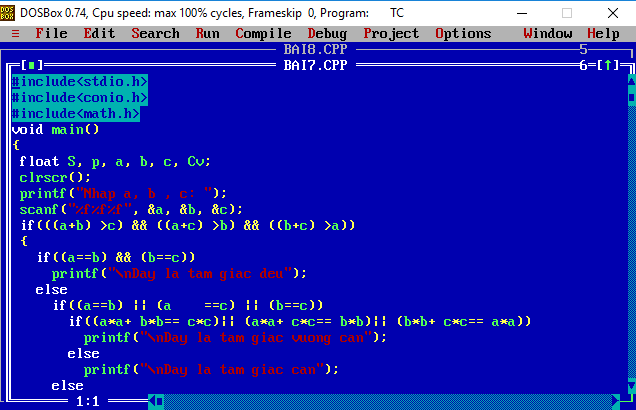 DOSBox 0.74, Cpu speed: max 100% cycles, Frameskip 0, Program: TC
≡ File Edit Search Run Compile Debug Project Options Window Help
BAI8.CPP 5
[■] BAI7.CPP 6=[↑]
#include<stdio.h>
#include<conio.h>
#include<math.h>
void main()
{
float S, p, a, b, c, Cv;
clrscr();
printf("Nhap a, b , c: ");
scanf("%f%f%f", &a, &b, &c);
if(((a+b) >c) && ((a+c) >b) && ((b+c) >a))
{
if((a==b) && (b==c))
printf("\nDay la tam giac deu");
else
if((a==b) || (a    ==c) || (b==c))
if((a*a+ b*b== c*c)|| (a*a+ c*c== b*b)|| (b*b+ c*c== a*a))
printf("\nDay la tam giac vuong can");
else
printf("\nDay la tam giac can");
else
1:1